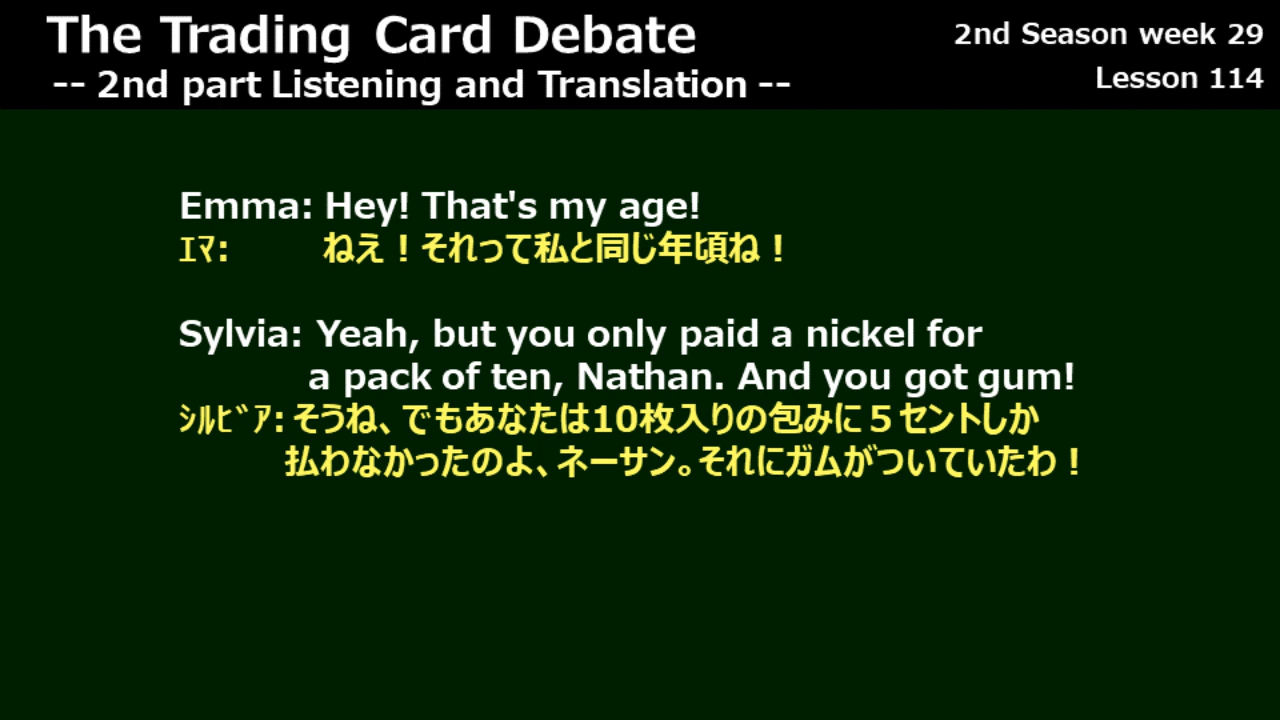 The Trading Card Debate
2nd Season week 29
-- 2nd part Listening and Translation --
Lesson 114
Emma: Hey! That's my age!
ｴﾏ: ねえ！それって私と同じ年頃ね！
Sylvia: Yeah, but you only paid a nickel for
a pack of ten, Nathan. And you got gum!
ｼﾙﾋﾞｱ: そうね、でもあなたは10枚入りの包みに５セントしか
払わなかったのよ、ネーサン。それにガムがついていたわ！